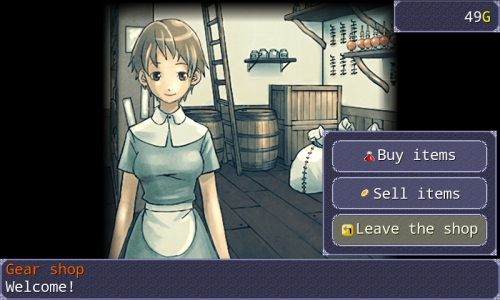 49G
Buy items
Sell items
Leave the shop
Gear shop
Welcome!